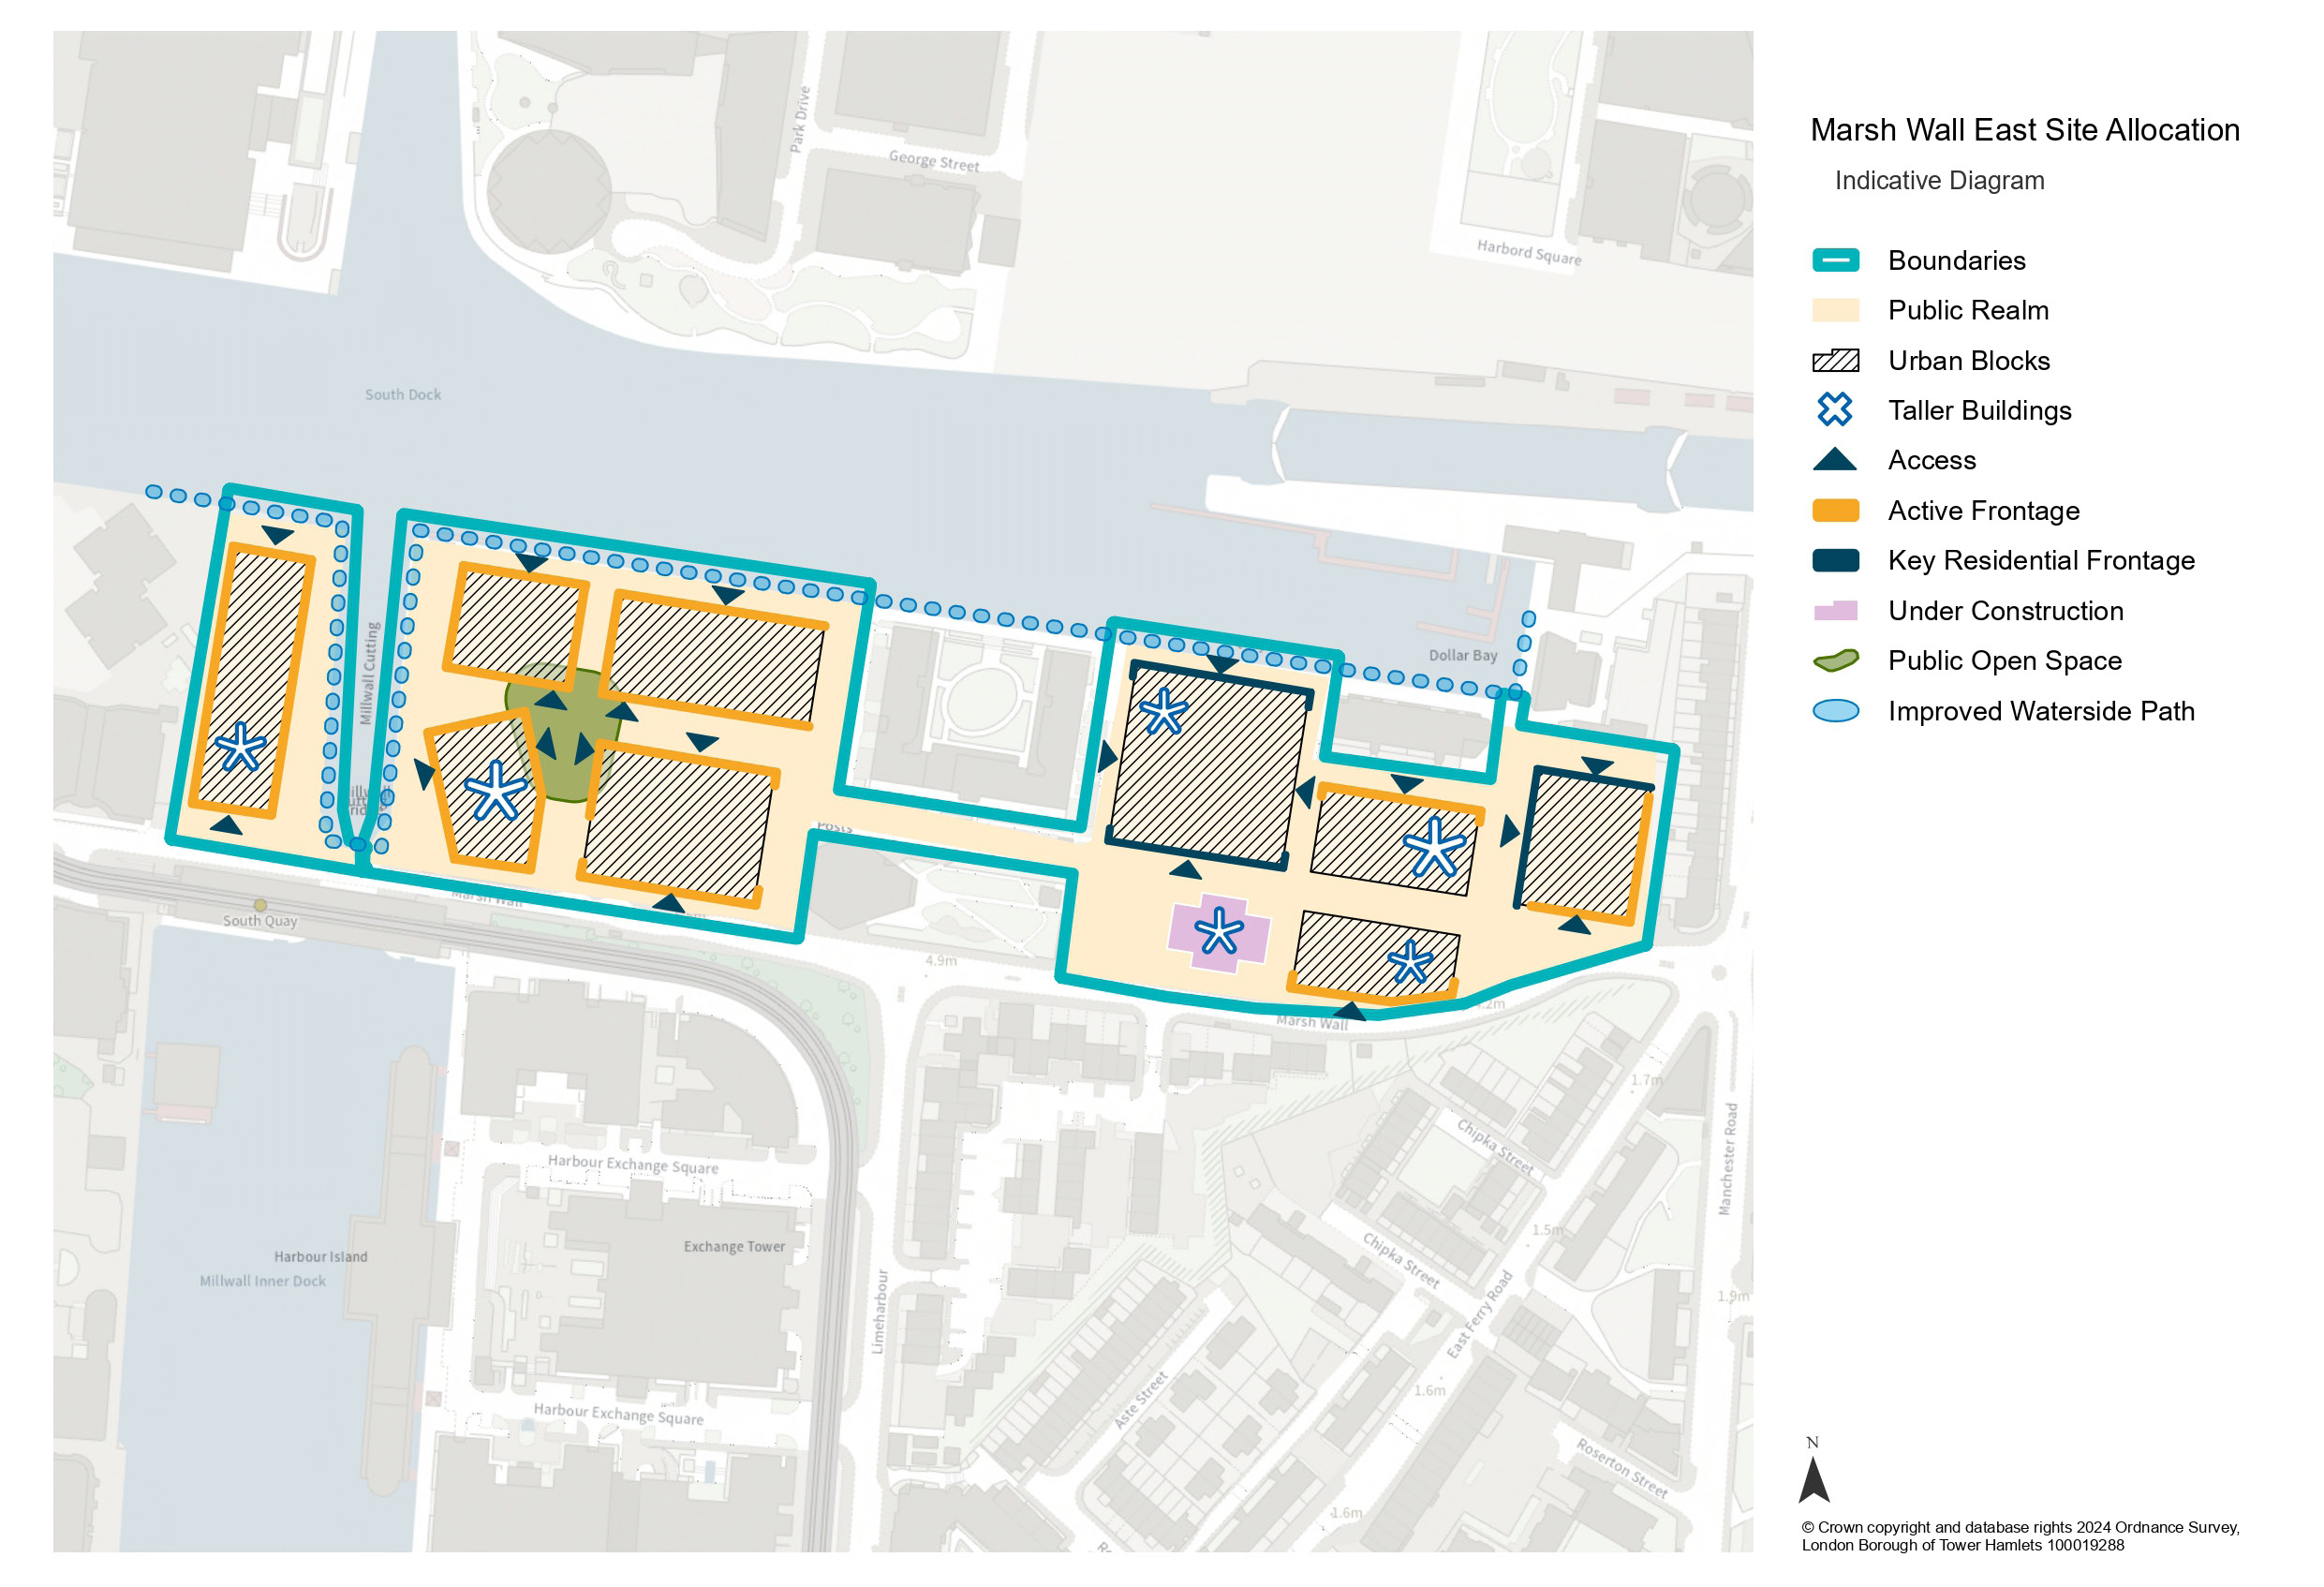 Marsh Wall East Site Allocation
Indicative Diagram
Boundaries
Public Realm
Urban Blocks
Taller Buildings
Access
Active Frontage
Key Residential Frontage
Under Construction
Public Open Space
Improved Waterside Path
Park Drive
George Street
Harbord Square
South Dock
Dollar Bay
Millwall Cutting
Posts
Marsh Wall
South Quay
4.9m
Marsh Wall
1.7m
Chipka Street
Manchester Road
Harbour Exchange Square
Harbour Island
Millwall Inner Dock
Exchange Tower
Limeharbour
Chipka Street
1.5m
East Ferry Road
1.9m
Aste Street
1.6m
Harbour Exchange Square
Roserton Street
1.6m
N
© Crown copyright and database rights 2024 Ordnance Survey,
London Borough of Tower Hamlets 100019288